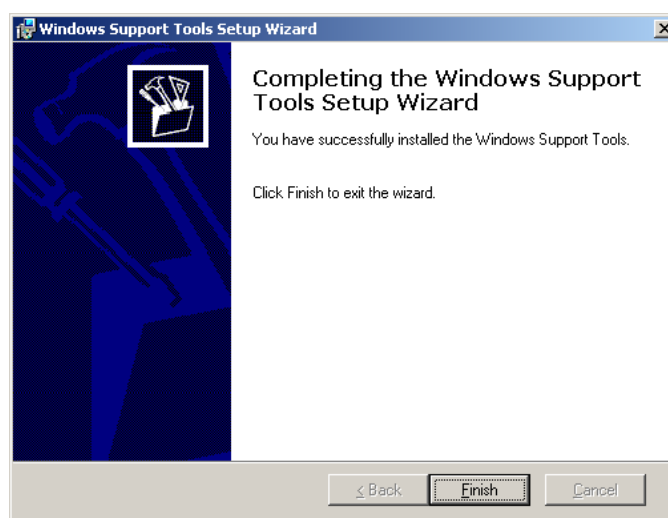 Windows Support Tools Setup Wizard
Completing the Windows Support
Tools Setup Wizard
You have successfully installed the Windows Support Tools.
Click Finish to exit the wizard.
< Back
Finish
Cancel